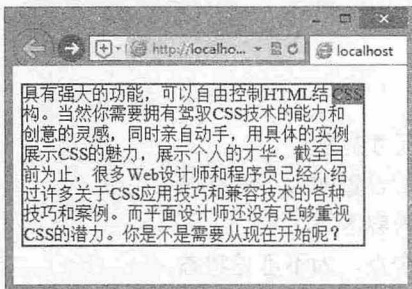 http://localho...
localhost
具有强大的功能，可以自由控制HTML结 CSS
构。当然你需要拥有驾驭CSS技术的能力和
创意的灵感，同时亲自动手，用具体的实例
展示CSS的魅力，展示个人的才华。截至目
前为止，很多Web设计师和程序员已经介绍
过许多关于CSS应用技巧和兼容技术的各种
技巧和案例。而平面设计师还没有足够重视
CSS的潜力。你是不是需要从现在开始呢？